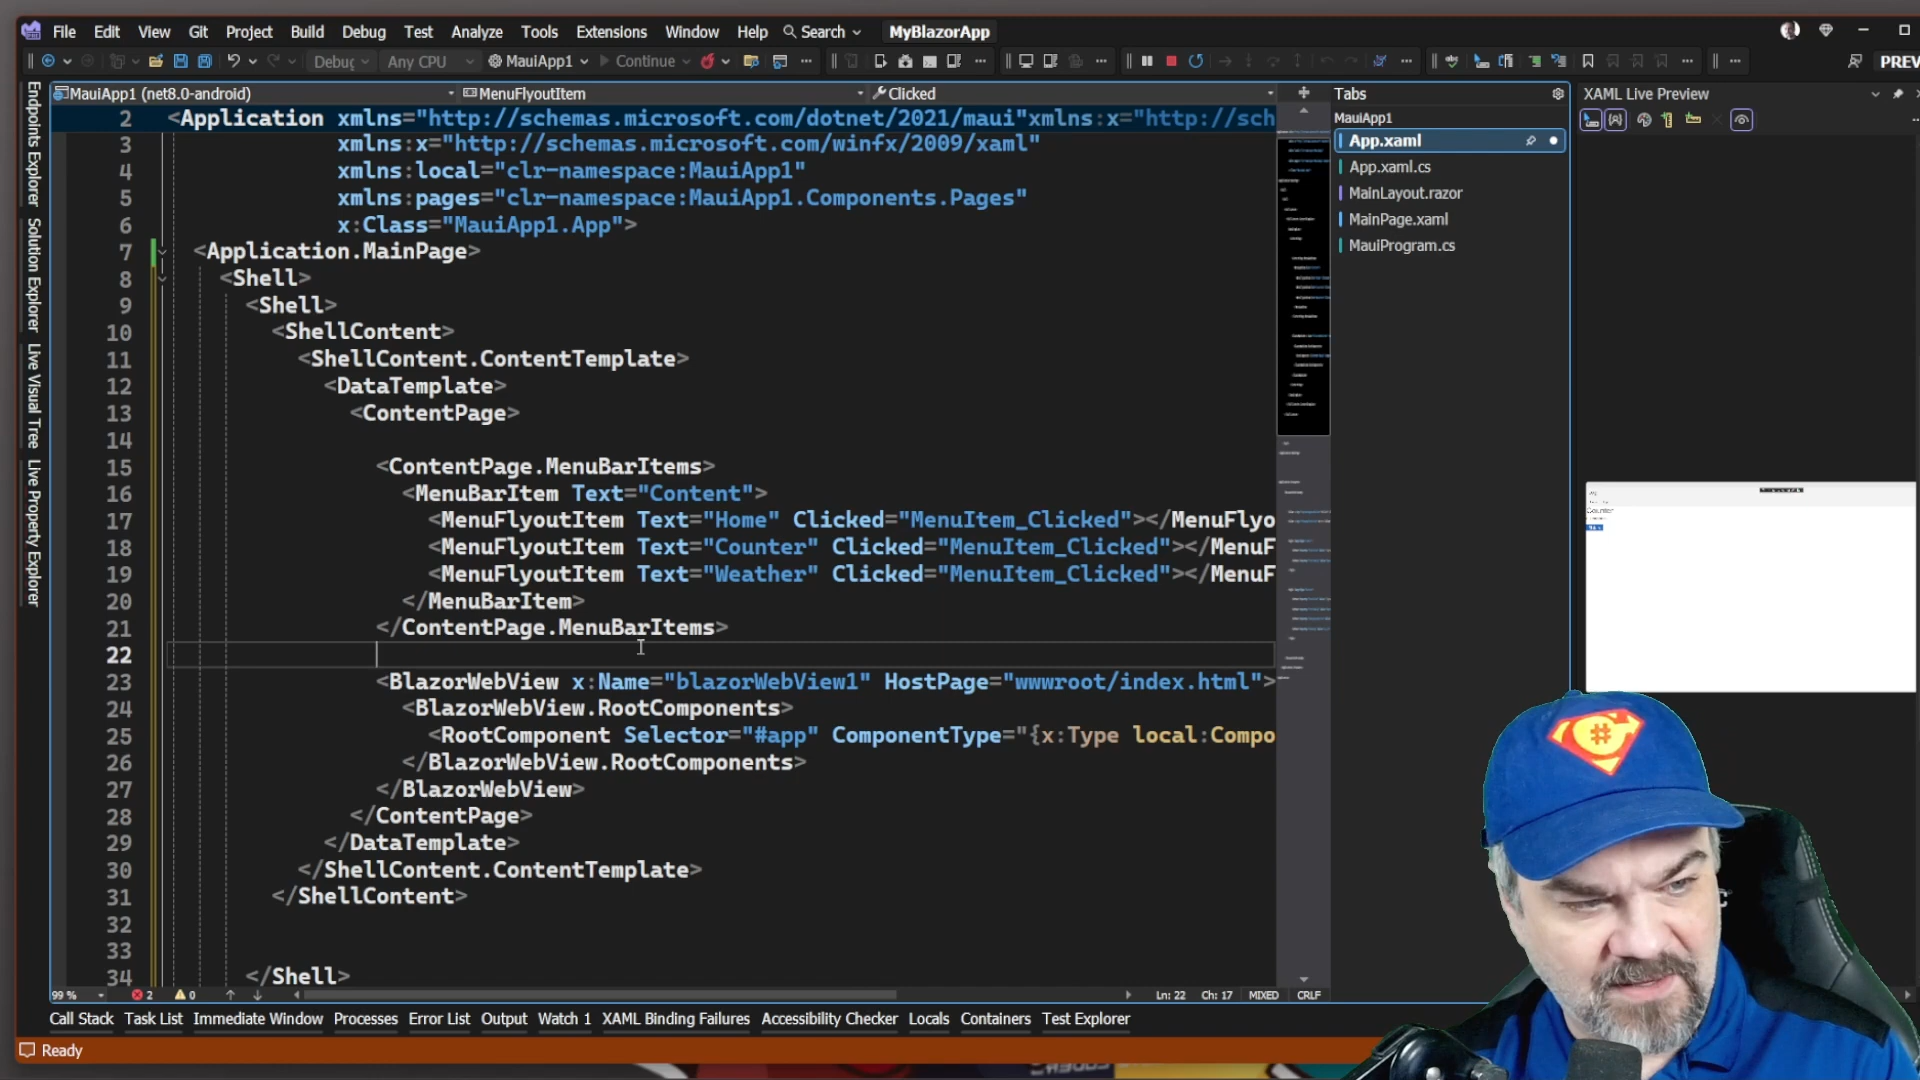 File Edit View Git Project Build Debug Test Analyze Tools Extensions Window Help Search MyBlazorApp
Debug Any CPU MauiApp1 Continue PREV
MauiApp1 (net8.0-android) MenuFlyoutItem Clicked
Tabs
XAML Live Preview
Endpoints Explorer
Solution Explorer
Live Visual Tree
Live Property Explorer
2 <Application xmlns="http://schemas.microsoft.com/dotnet/2021/maui"xmlns:x="http://sch
3 xmlns:x="http://schemas.microsoft.com/winfx/2009/xaml"
4 xmlns:local="clr-namespace:MauiApp1"
5 xmlns:pages="clr-namespace:MauiApp1.Components.Pages"
6 x:Class="MauiApp1.App">
7 <Application.MainPage>
8 <Shell>
9 <Shell>
10 <ShellContent>
11 <ShellContent.ContentTemplate>
12 <DataTemplate>
13 <ContentPage>
14
15 <ContentPage.MenuBarItems>
16 <MenuBarItem Text="Content">
17 <MenuFlyoutItem Text="Home" Clicked="MenuItem_Clicked"></MenuFlyo
18 <MenuFlyoutItem Text="Counter" Clicked="MenuItem_Clicked"></MenuF
19 <MenuFlyoutItem Text="Weather" Clicked="MenuItem_Clicked"></MenuF
20 </MenuBarItem>
21 </ContentPage.MenuBarItems>
22
23 <BlazorWebView x:Name="blazorWebView1" HostPage="wwwroot/index.html">
24 <BlazorWebView.RootComponents>
25 <RootComponent Selector="#app" ComponentType="{x:Type local:Compo
26 </BlazorWebView.RootComponents>
27 </BlazorWebView>
28 </ContentPage>
29 </DataTemplate>
30 </ShellContent.ContentTemplate>
31 </ShellContent>
32
33
34 </Shell>
MauiApp1
App.xaml
App.xaml.cs
MainLayout.razor
MainPage.xaml
MauiProgram.cs
Counter
C#
99 % 2 0 Ln: 22 Ch: 17 MIXED CRLF
Call Stack Task List Immediate Window Processes Error List Output Watch 1 XAML Binding Failures Accessibility Checker Locals Containers Test Explorer
Ready